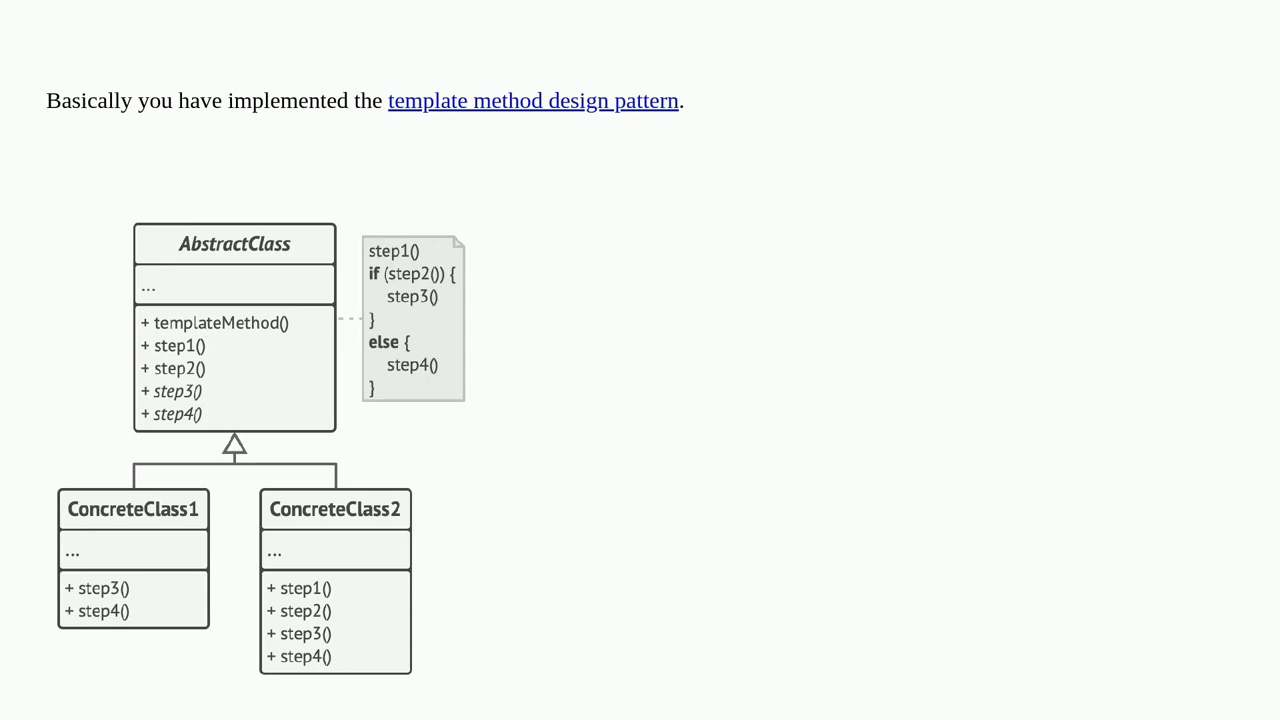 Basically you have implemented the template method design pattern.
AbstractClass
...
+ templateMethod()
+ step1()
+ step2()
+ step3()
+ step4()
step1()
if (step2()) {
step3()
}
else {
step4()
}
ConcreteClass1
...
+ step3()
+ step4()
ConcreteClass2
...
+ step1()
+ step2()
+ step3()
+ step4()